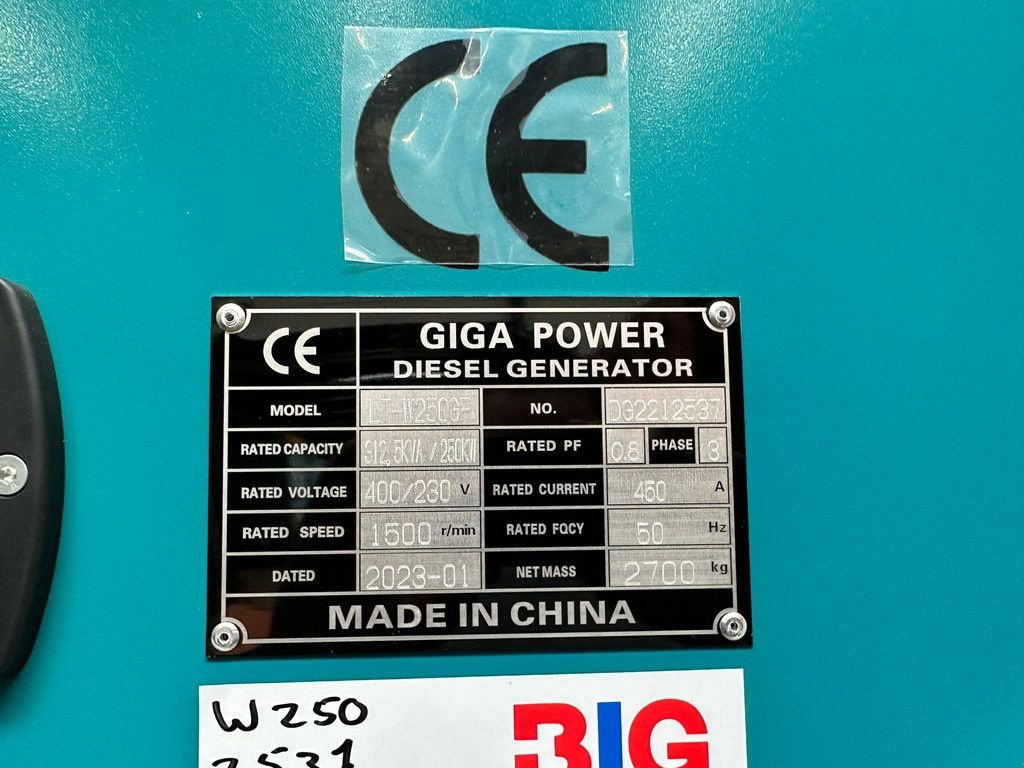 CE
CE GIGA POWER
DIESEL GENERATOR
MODEL LT-W250GF NO. DG2212537
RATED CAPACITY 312,5KVA/250KW RATED PF 0.8 PHASE 3
RATED VOLTAGE 400/230 V RATED CURRENT 450 A
RATED SPEED 1500 r/min RATED FQCY 50 Hz
DATED 2023-01 NET MASS 2700 kg
MADE IN CHINA
W250 BIG
2537